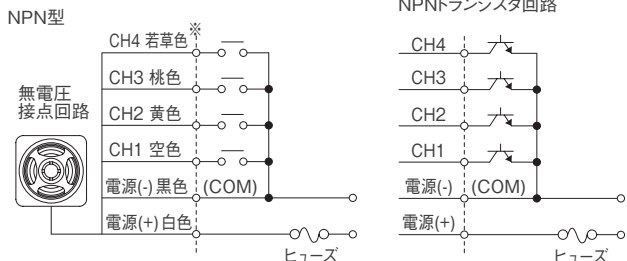 NPN型
無電圧
接点回路
CH4 若草色※
CH3 桃色
CH2 黄色
CH1 空色
電源(-) 黒色 (COM)
電源(+) 白色
ヒューズ
NPNトランジスタ回路
CH4
CH3
CH2
CH1
電源(-) (COM)
電源(+)
ヒューズ